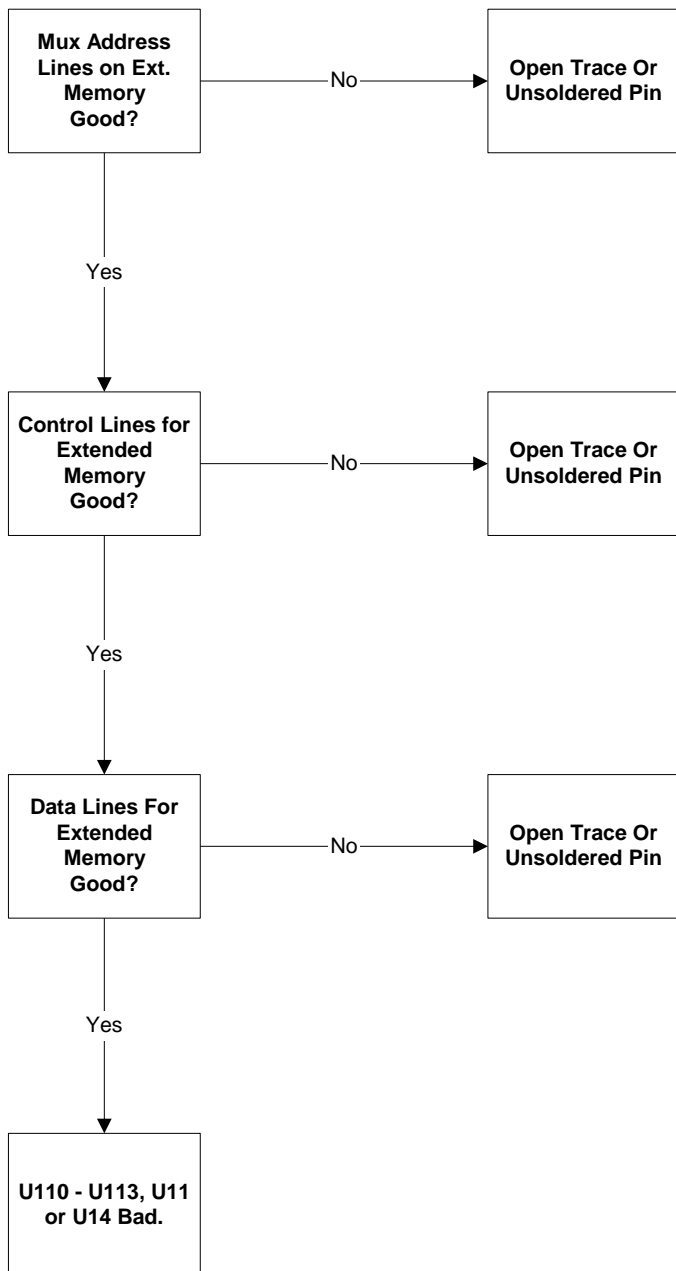 Mux Address
Lines on Ext.
Memory
Good?
No
Open Trace Or
Unsoldered Pin
Yes
Control Lines for
Extended
Memory
Good?
No
Open Trace Or
Unsoldered Pin
Yes
Data Lines For
Extended
Memory
Good?
No
Open Trace Or
Unsoldered Pin
Yes
U110 - U113, U11
or U14 Bad.